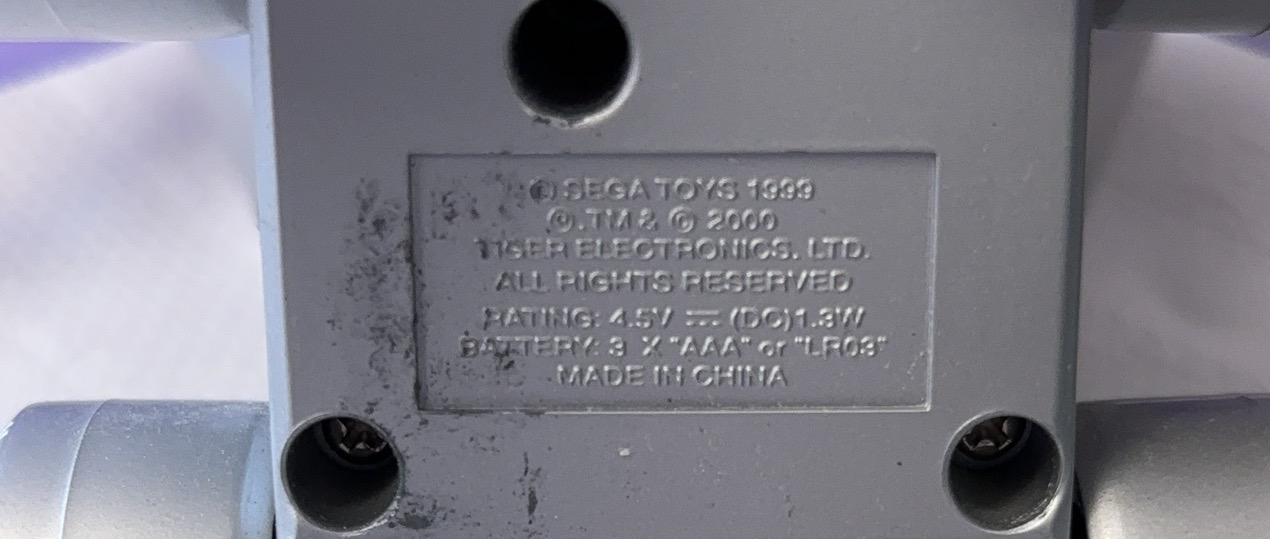 © SEGA TOYS 1999
®.TM & © 2000
TIGER ELECTRONICS. LTD.
ALL RIGHTS RESERVED
RATING: 4.5V ⎓ (DC)1.3W
BATTERY: 3 X "AAA" or "LR03"
MADE IN CHINA